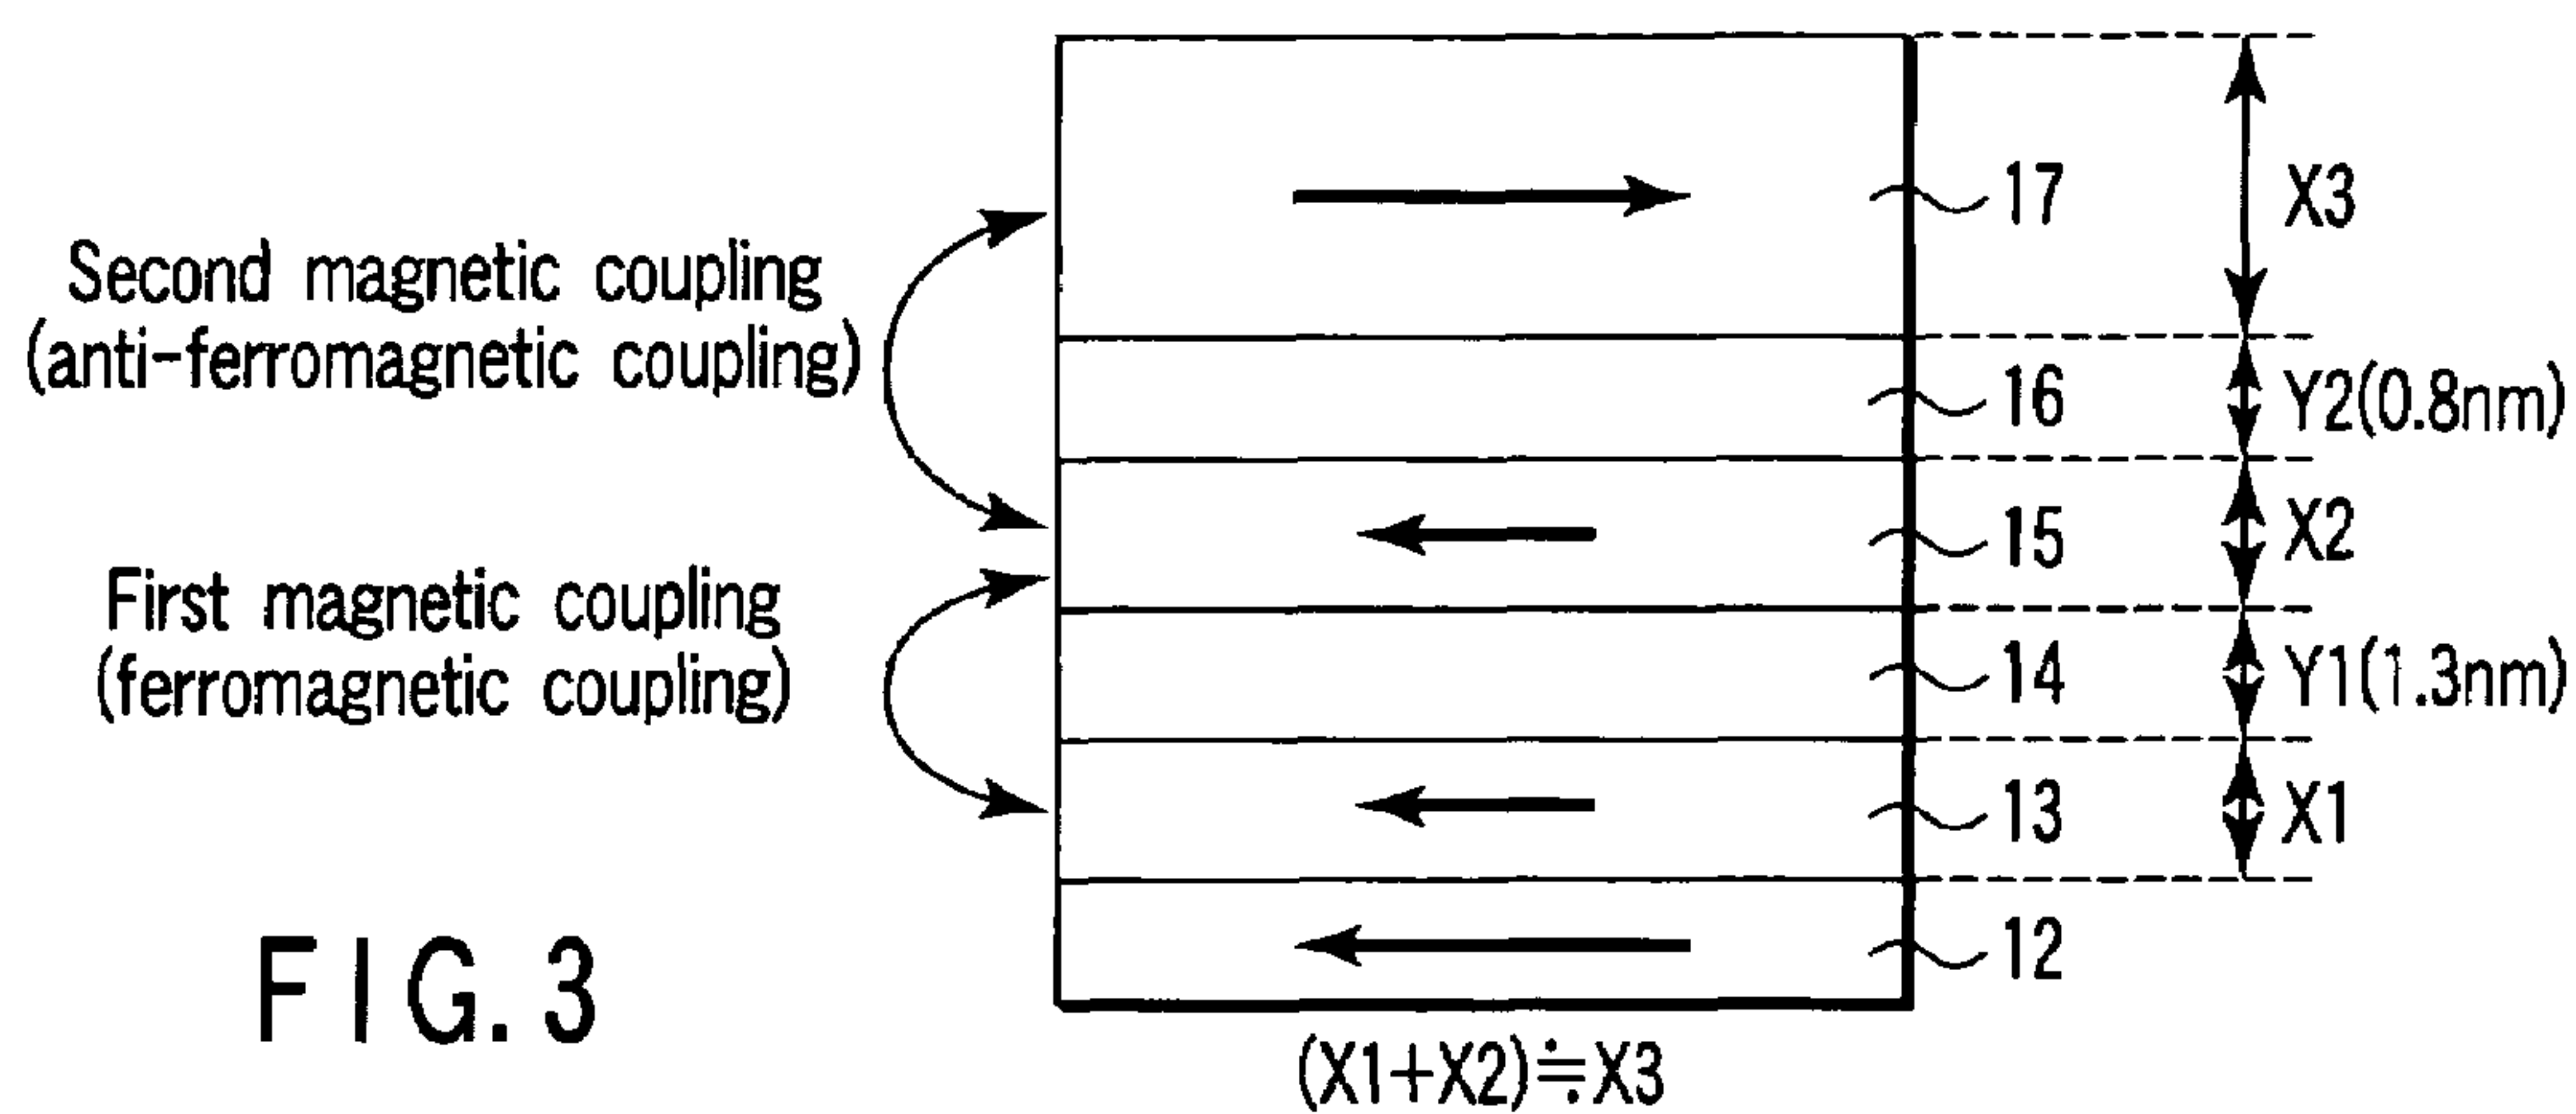 17
X3
Second magnetic coupling
(anti-ferromagnetic coupling)
16
Y2(0.8nm)
15
X2
First magnetic coupling
(ferromagnetic coupling)
14
Y1(1.3nm)
13
X1
12
FIG.3
(X1+X2)≒X3